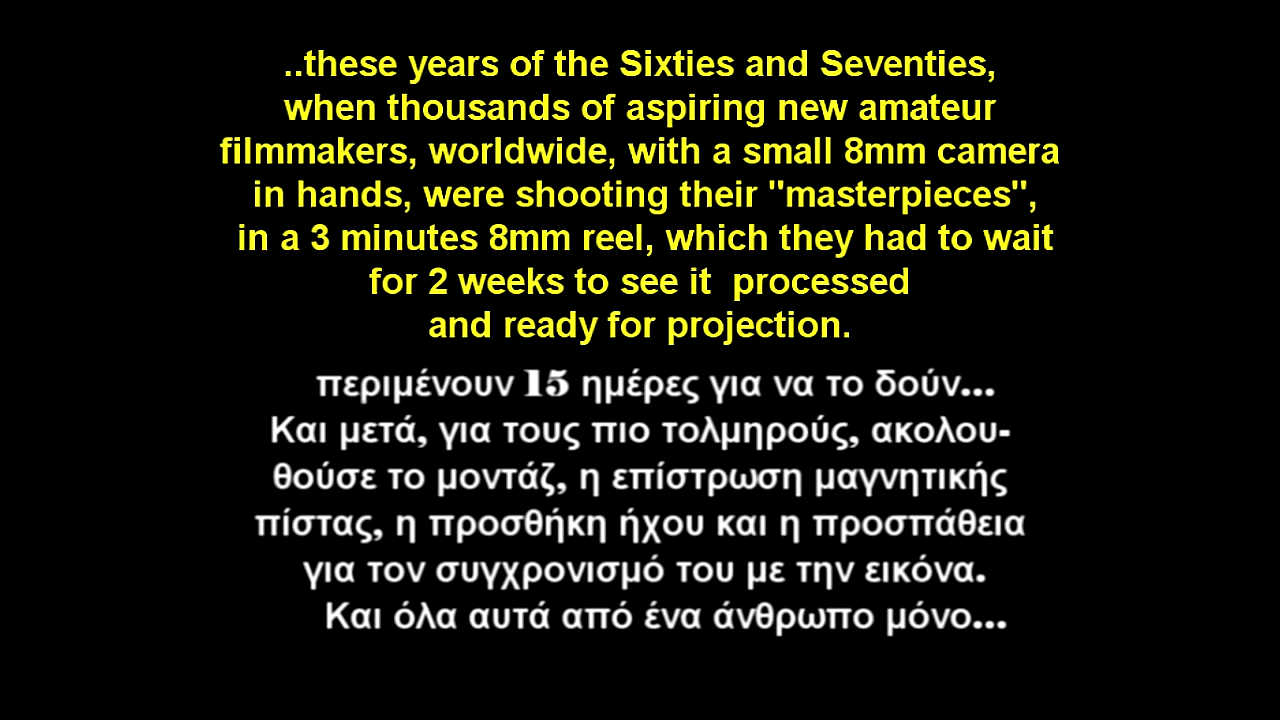 ..these years of the Sixties and Seventies,
when thousands of aspiring new amateur
filmmakers, worldwide, with a small 8mm camera
in hands, were shooting their "masterpieces",
in a 3 minutes 8mm reel, which they had to wait
for 2 weeks to see it  processed
and ready for projection.
περιμένουν 15 ημέρες για να το δούν...
Και μετά, για τους πιο τολμηρούς, ακολου-
θούσε το μοντάζ, η επίστρωση μαγνητικής
πίστας, η προσθήκη ήχου και η προσπάθεια
για τον συγχρονισμό του με την εικόνα.
Και όλα αυτά από ένα άνθρωπο μόνο...